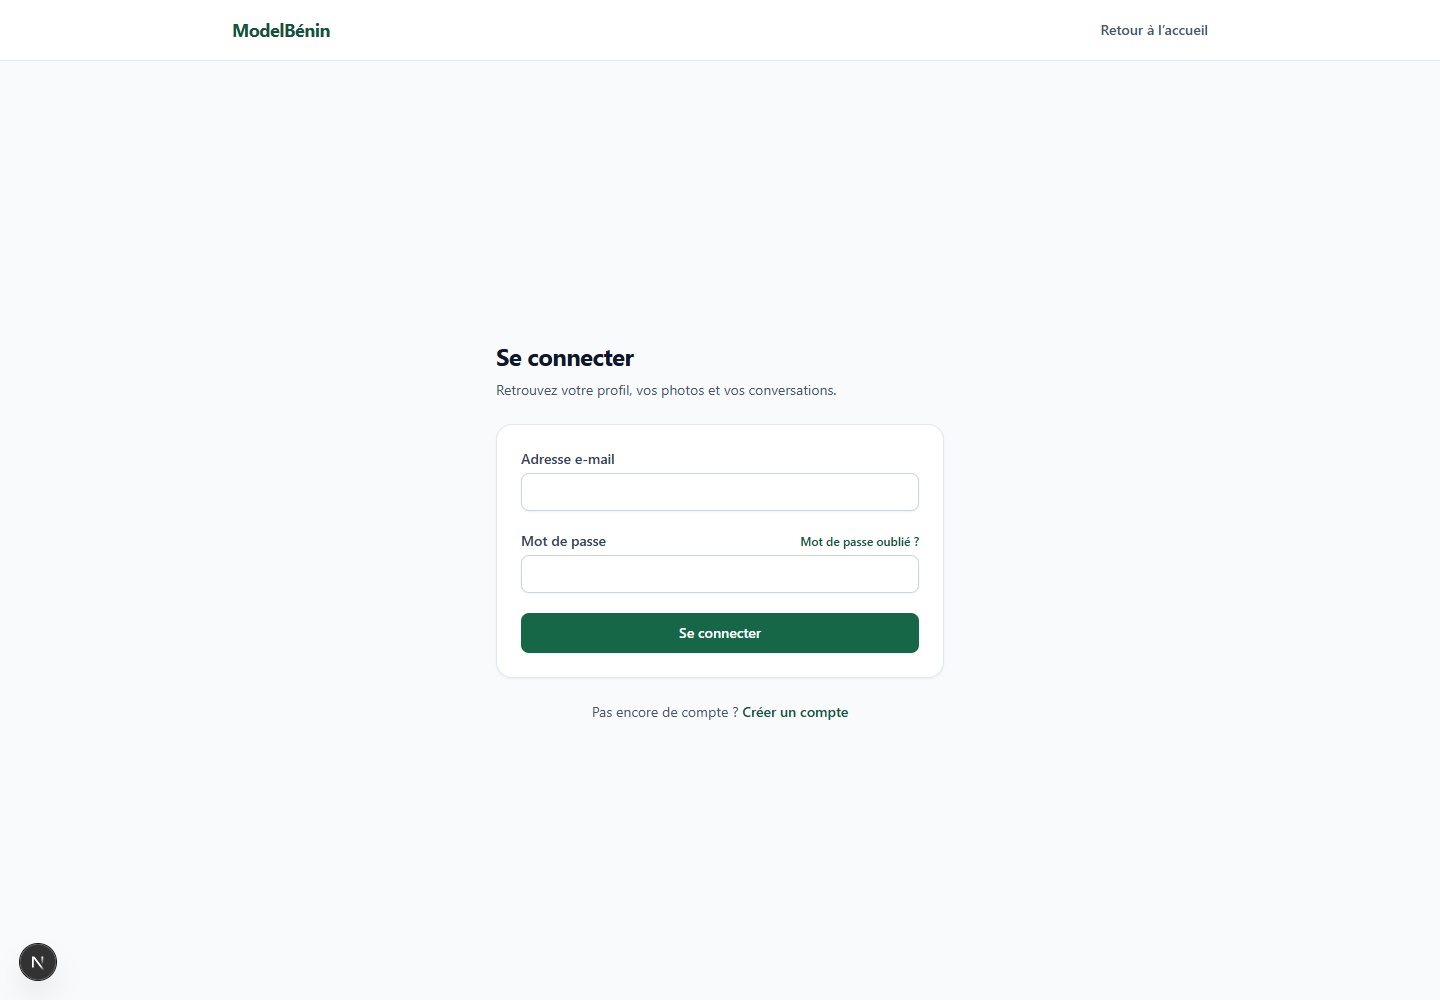 ModelBénin
Retour à l’accueil
Se connecter
Retrouvez votre profil, vos photos et vos conversations.
Adresse e-mail
Mot de passe
Mot de passe oublié ?
Se connecter
Pas encore de compte ? Créer un compte
N